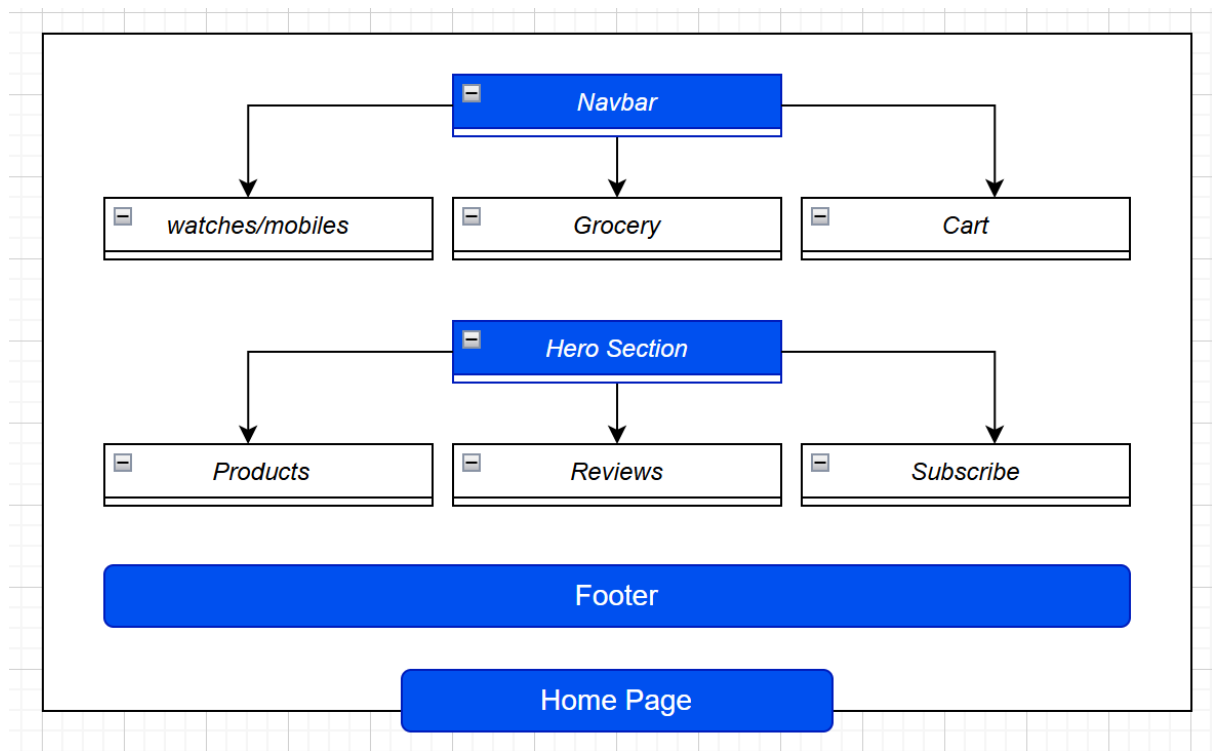 Navbar
watches/mobiles
Grocery
Cart
Hero Section
Products
Reviews
Subscribe
Footer
Home Page